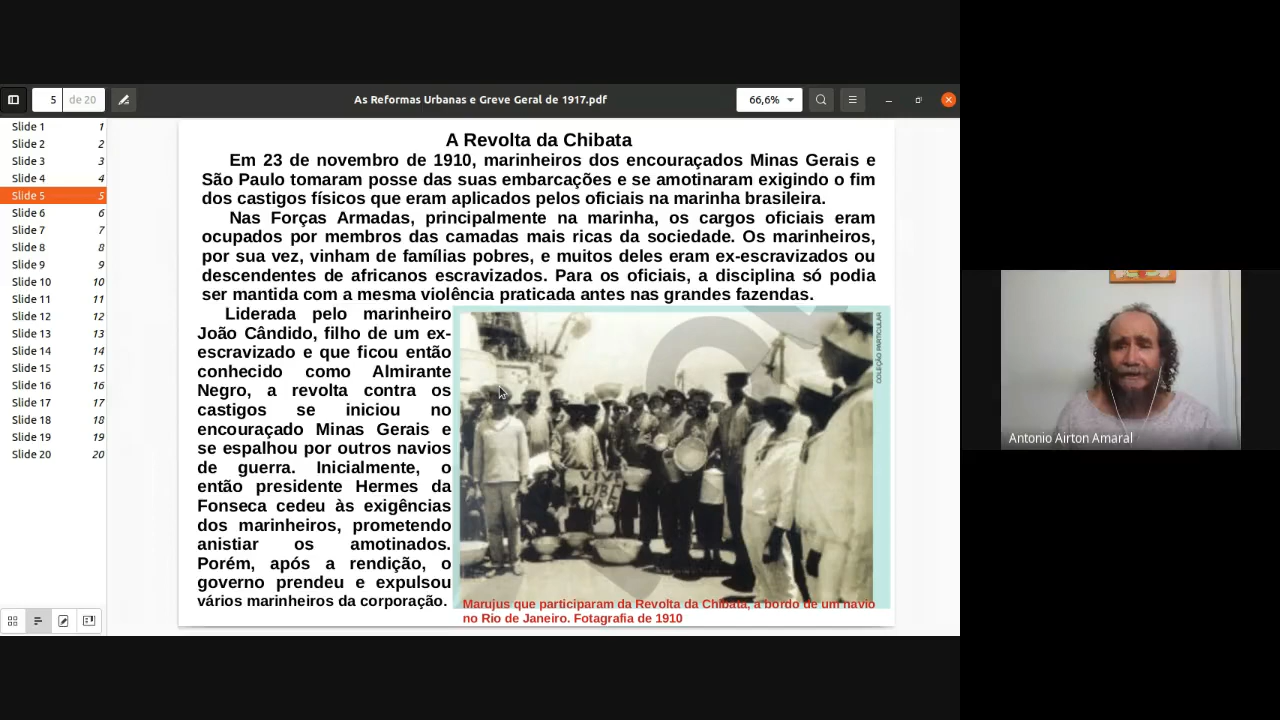 5
de 20
As Reformas Urbanas e Greve Geral de 1917.pdf
66,6%
Slide 1 1
Slide 2 2
Slide 3 3
Slide 4 4
Slide 5 5
Slide 6 6
Slide 7 7
Slide 8 8
Slide 9 9
Slide 10 10
Slide 11 11
Slide 12 12
Slide 13 13
Slide 14 14
Slide 15 15
Slide 16 16
Slide 17 17
Slide 18 18
Slide 19 19
Slide 20 20
A Revolta da Chibata
Em 23 de novembro de 1910, marinheiros dos encouraçados Minas Gerais e
São Paulo tomaram posse das suas embarcações e se amotinaram exigindo o fim
dos castigos físicos que eram aplicados pelos oficiais na marinha brasileira.
Nas Forças Armadas, principalmente na marinha, os cargos oficiais eram
ocupados por membros das camadas mais ricas da sociedade. Os marinheiros,
por sua vez, vinham de famílias pobres, e muitos deles eram ex-escravizados ou
descendentes de africanos escravizados. Para os oficiais, a disciplina só podia
ser mantida com a mesma violência praticada antes nas grandes fazendas.
Liderada pelo marinheiro
João Cândido, filho de um ex-
escravizado e que ficou então
conhecido como Almirante
Negro, a revolta contra os
castigos se iniciou no
encouraçado Minas Gerais e
se espalhou por outros navios
de guerra. Inicialmente, o
então presidente Hermes da
Fonseca cedeu às exigências
dos marinheiros, prometendo
anistiar os amotinados.
Porém, após a rendição, o
governo prendeu e expulsou
vários marinheiros da corporação.
COLEÇÃO PARTICULAR
VIVA
LIBE
DA
Marujus que participaram da Revolta da Chibata, a bordo de um navio
no Rio de Janeiro. Fotagrafia de 1910
Antonio Airton Amaral